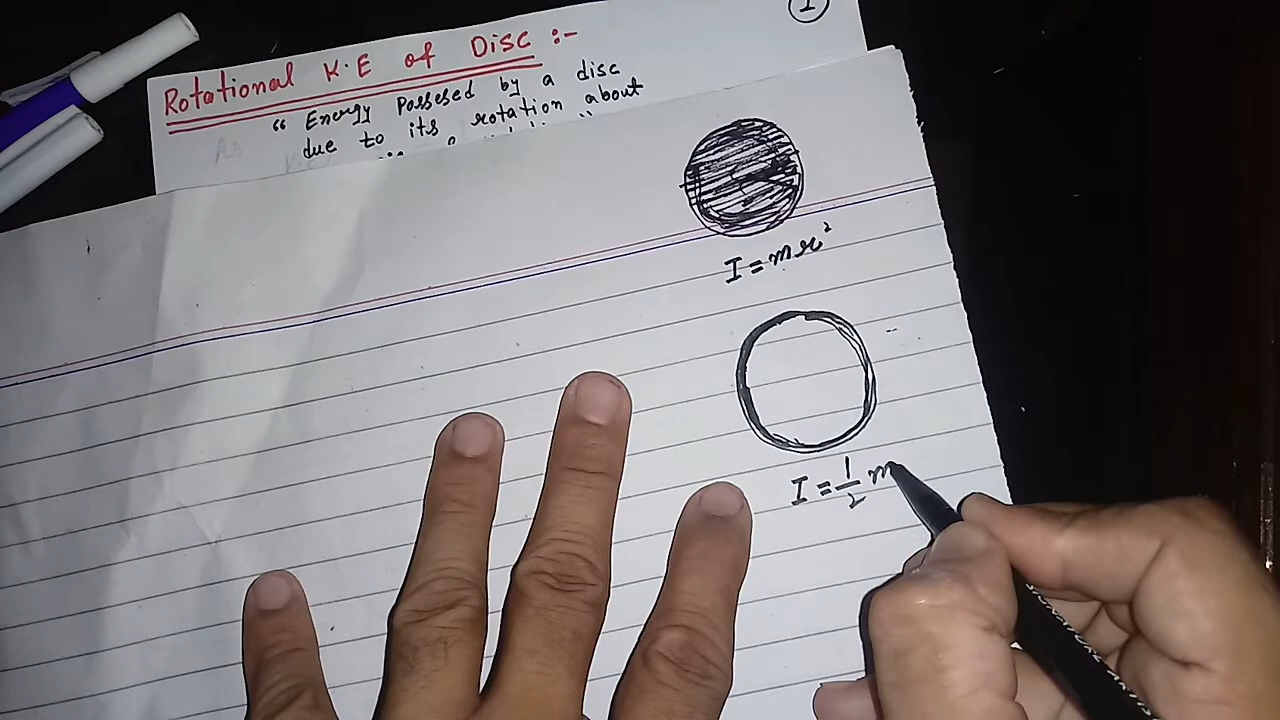 1
Rotational K.E of Disc :-
" Energy Possesed by a disc
due to its rotation about
I = mr²
I = 1/2 m